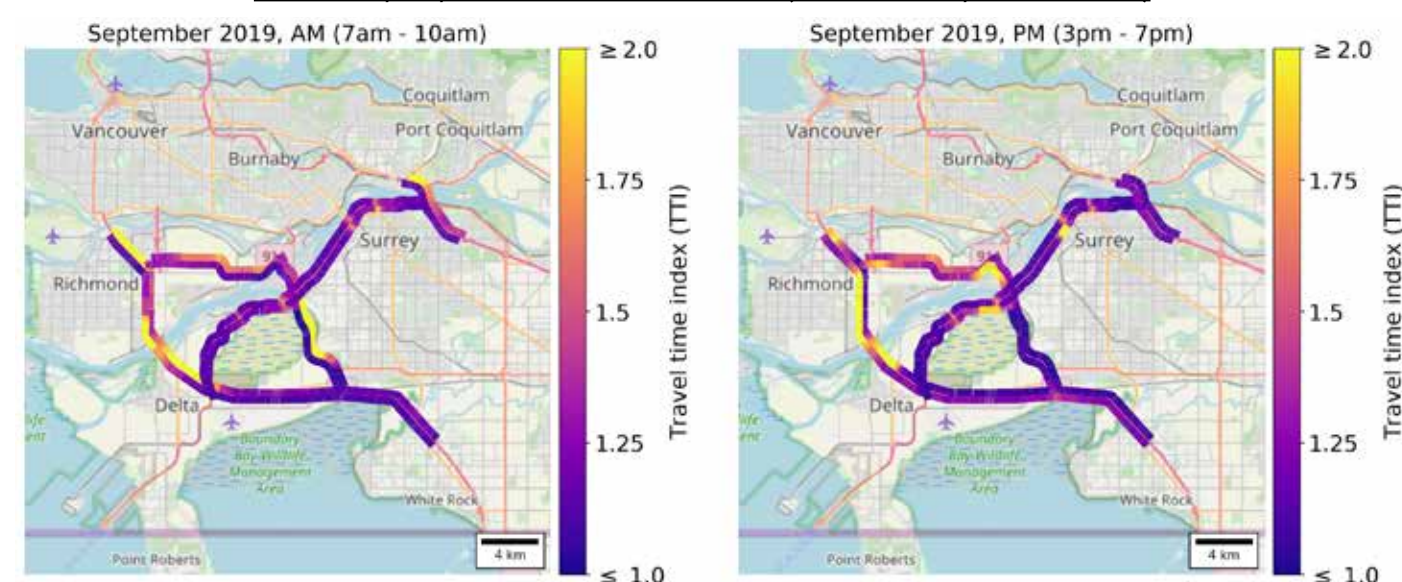 September 2019, AM (7am - 10am)
Coquitlam
Port Coquitlam
Vancouver
Burnaby
Surrey
91
Richmond
Delta
Boundary
Bay Wildlife
Management
Area
White Rock
Point Roberts
4 km
≥ 2.0
1.75
1.5
1.25
≤ 1.0
Travel time index (TTI)
September 2019, PM (3pm - 7pm)
Coquitlam
Port Coquitlam
Vancouver
Burnaby
Surrey
91
Richmond
Delta
Boundary
Bay Wildlife
Management
Area
White Rock
Point Roberts
4 km
≥ 2.0
1.75
1.5
1.25
≤ 1.0
Travel time index (TTI)